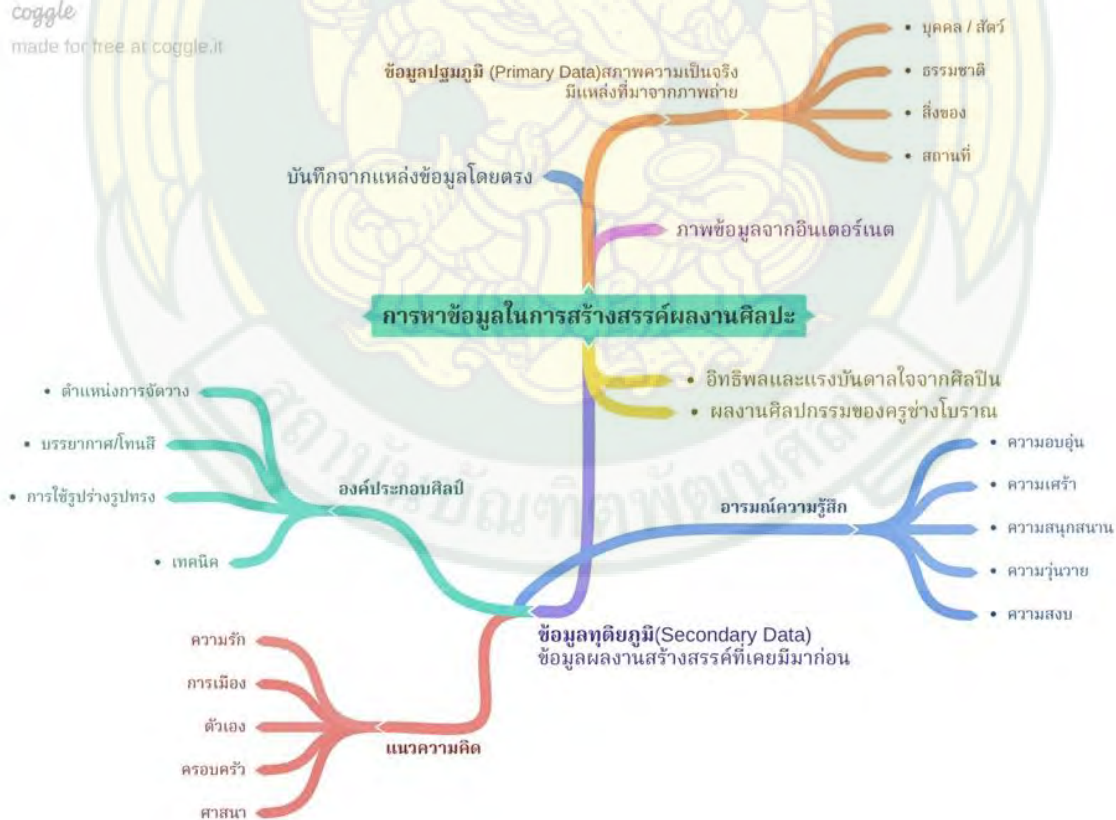 coggle
made for free at coggle.it
ข้อมูลปฐมภูมิ (Primary Data)สภาพความเป็นจริง
มีแหล่งที่มาจากภาพถ่าย
• บุคคล / สัตว์
• ธรรมชาติ
• สิ่งของ
• สถานที่
บันทึกจากแหล่งข้อมูลโดยตรง
ภาพข้อมูลจากอินเตอร์เนต
การหาข้อมูลในการสร้างสรรค์ผลงานศิลปะ
• อิทธิพลและแรงบันดาลใจจากศิลปิน
• ผลงานศิลปกรรมของครูช่างโบราณ
• ตำแหน่งการจัดวาง
• บรรยากาศ/โทนสี
• การใช้รูปร่างรูปทรง
• เทคนิค
องค์ประกอบศิลป์
สถาบันบัณฑิตพัฒนศิลป์
อารมณ์ความรู้สึก
• ความอบอุ่น
• ความเศร้า
• ความสนุกสนาน
• ความวุ่นวาย
• ความสงบ
ข้อมูลทุติยภูมิ(Secondary Data)
ข้อมูลผลงานสร้างสรรค์ที่เคยมีมาก่อน
ความรัก
การเมือง
ตัวเอง
ครอบครัว
ศาสนา
แนวความคิด